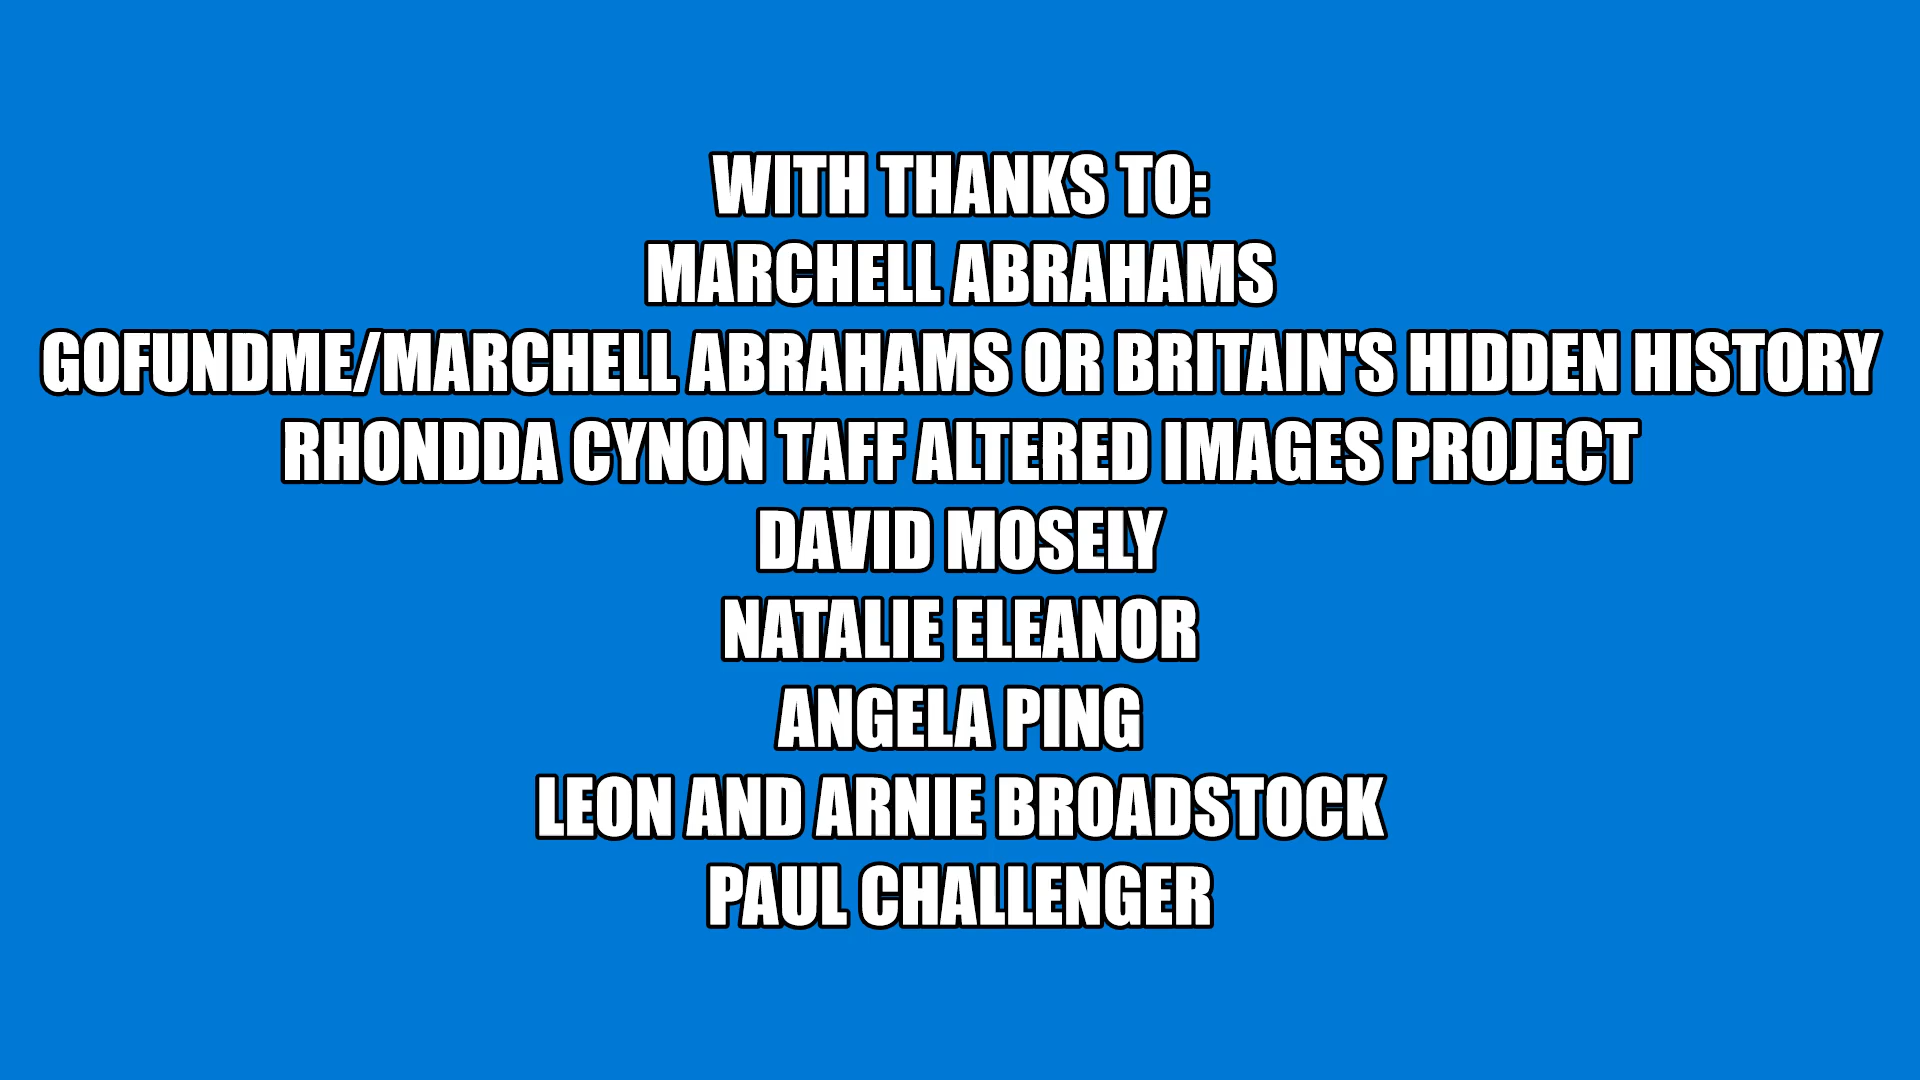 WITH THANKS TO:
MARCHELL ABRAHAMS
GOFUNDME/MARCHELL ABRAHAMS OR BRITAIN'S HIDDEN HISTORY
RHONDDA CYNON TAFF ALTERED IMAGES PROJECT
DAVID MOSELY
NATALIE ELEANOR
ANGELA PING
LEON AND ARNIE BROADSTOCK
PAUL CHALLENGER